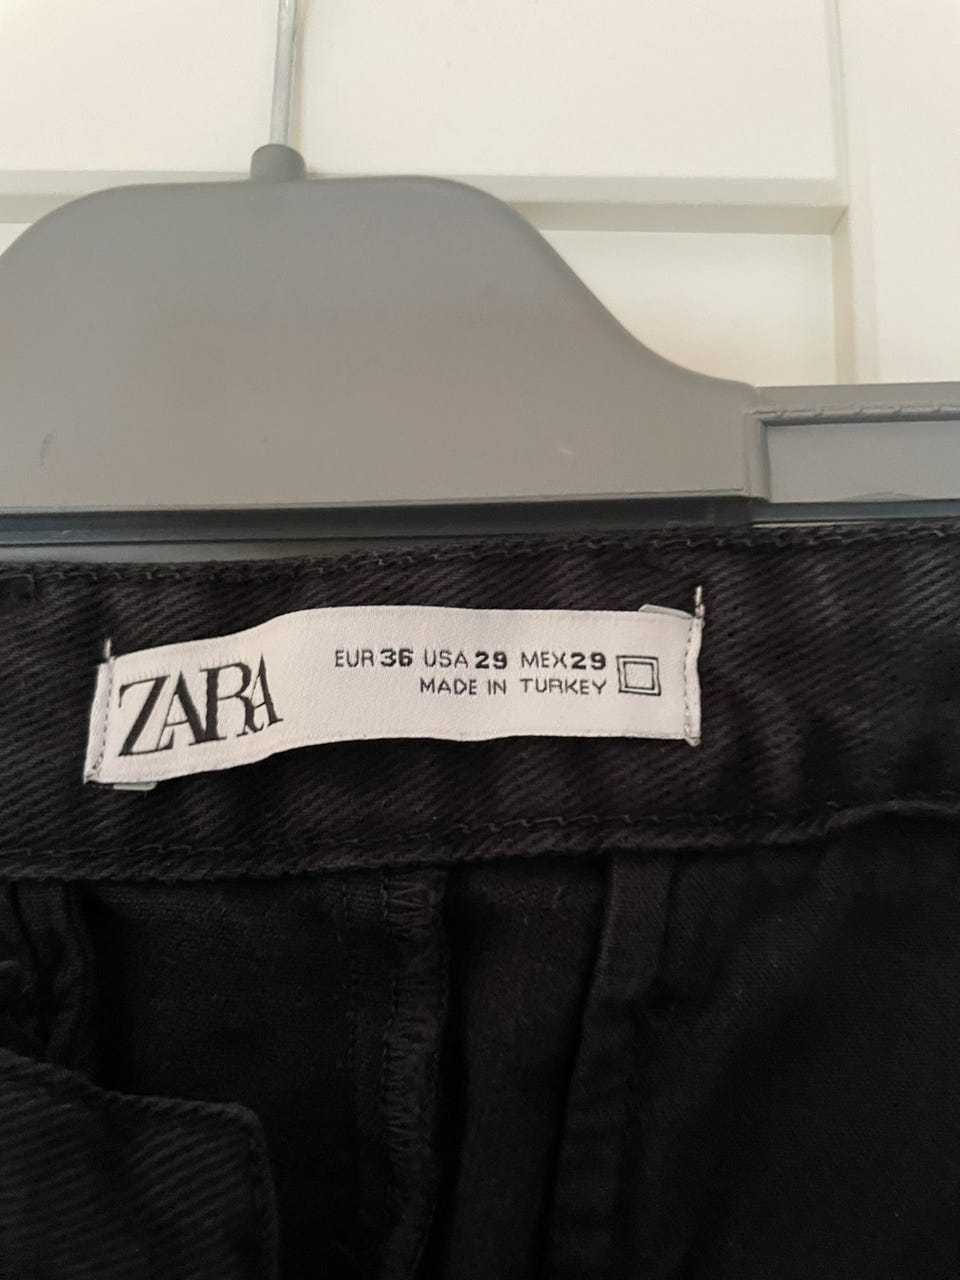 ZARA
EUR 36 USA 29 MEX 29
MADE IN TURKEY